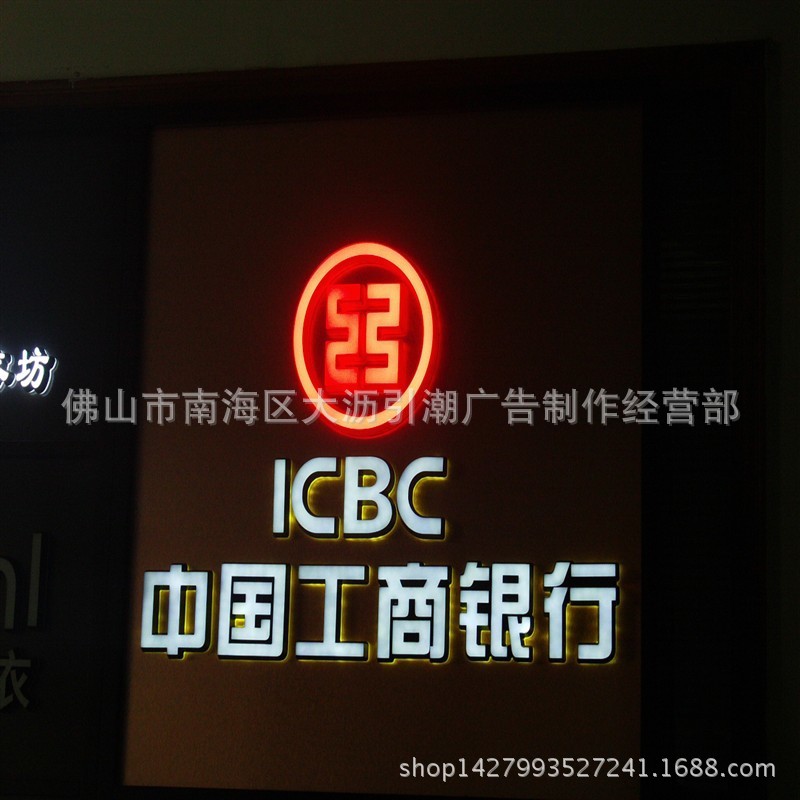 坊
佛山市南海区大沥引潮广告制作经营部
ICBC
中国工商银行
衣
shop1427993527241.1688.com